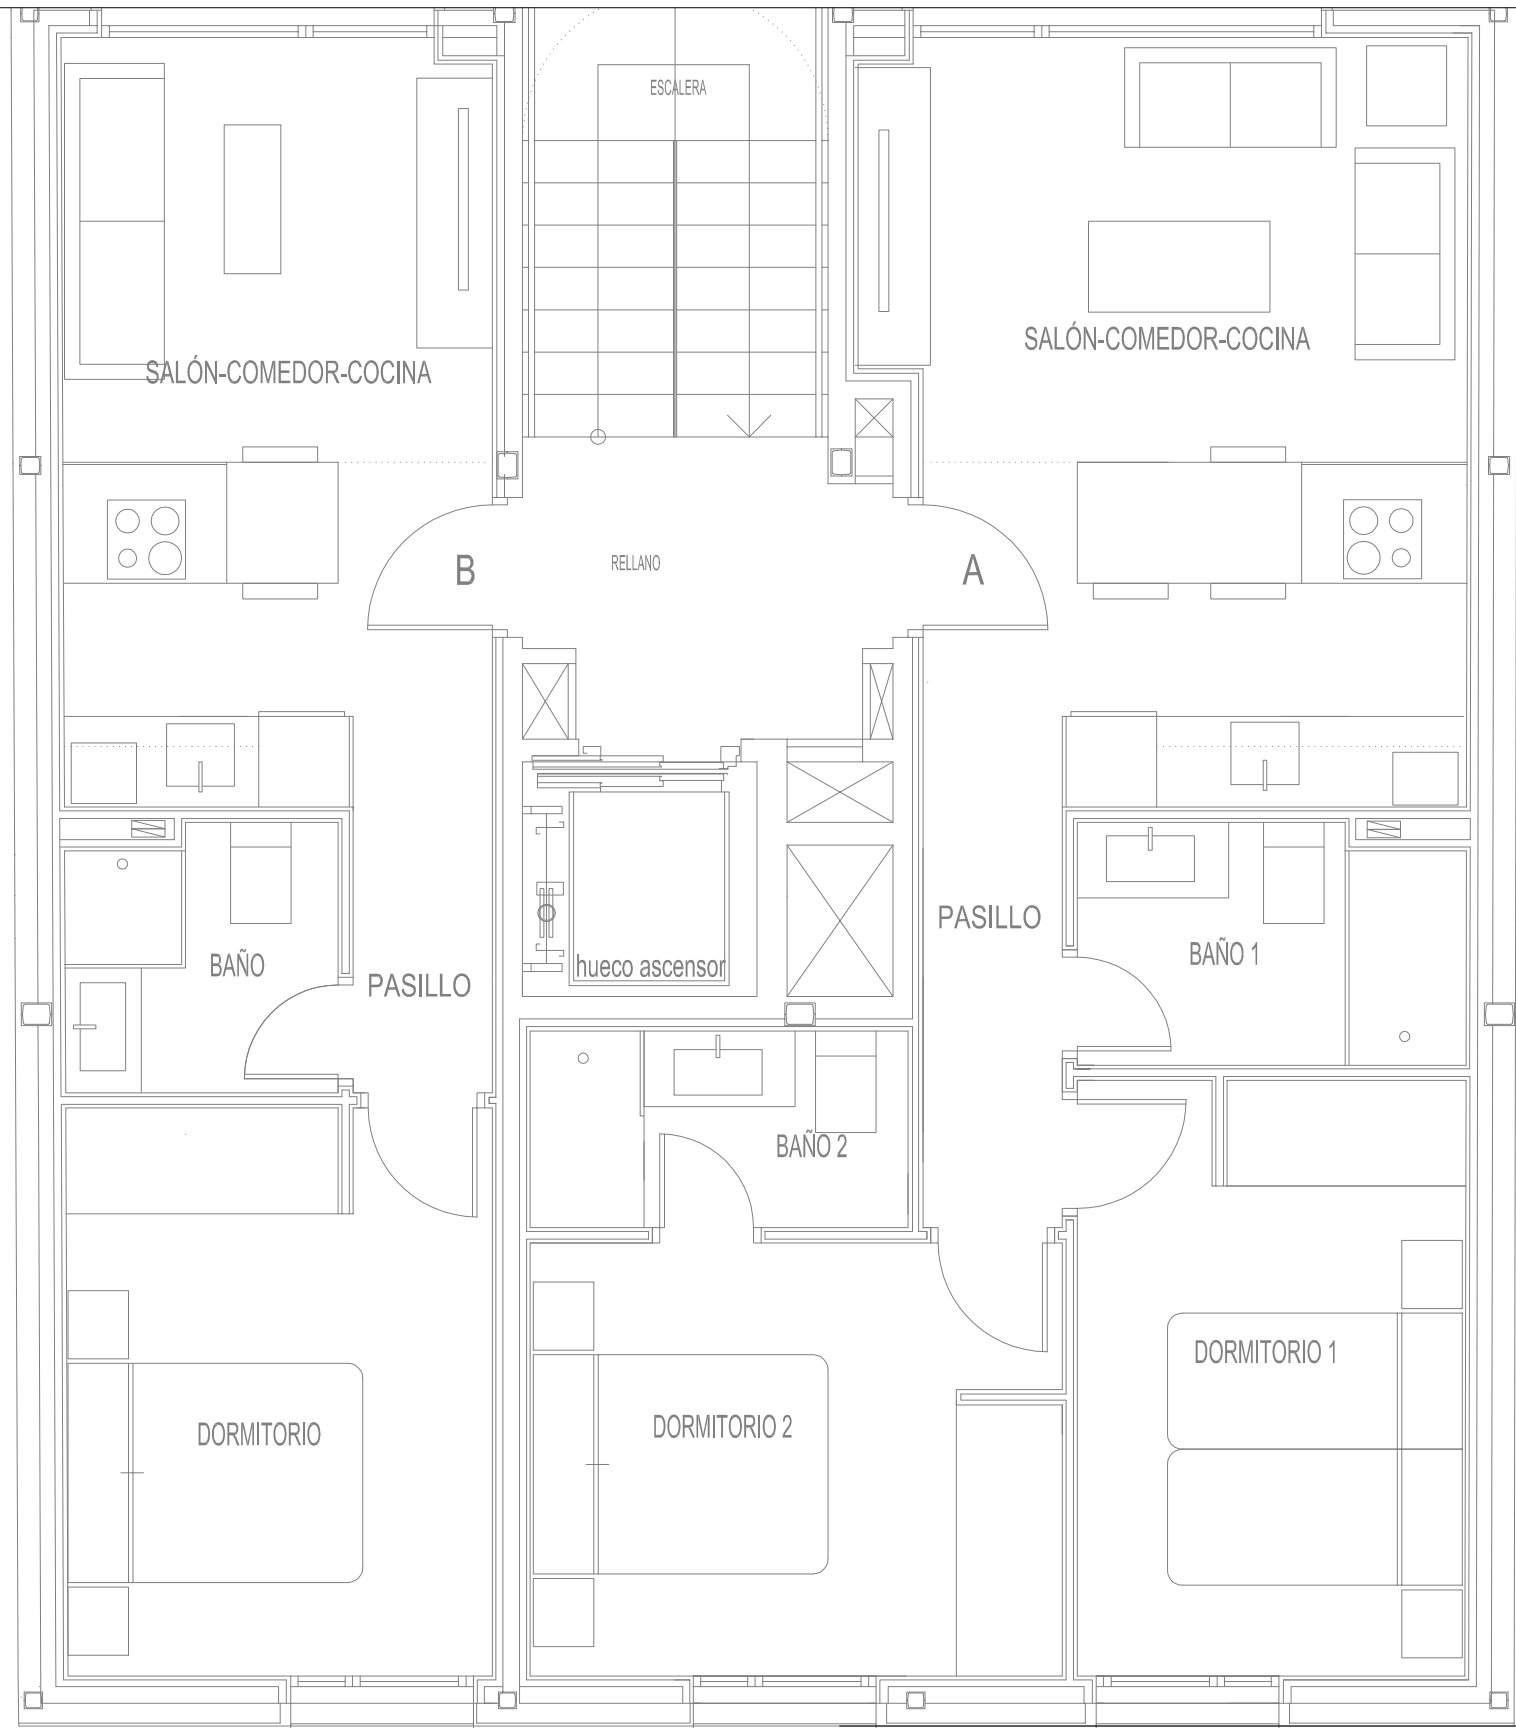 ESCALERA
SALÓN-COMEDOR-COCINA
SALÓN-COMEDOR-COCINA
B
RELLANO
A
PASILLO
BAÑO
BAÑO 1
hueco ascensor
PASILLO
BAÑO 2
DORMITORIO
DORMITORIO 2
DORMITORIO 1